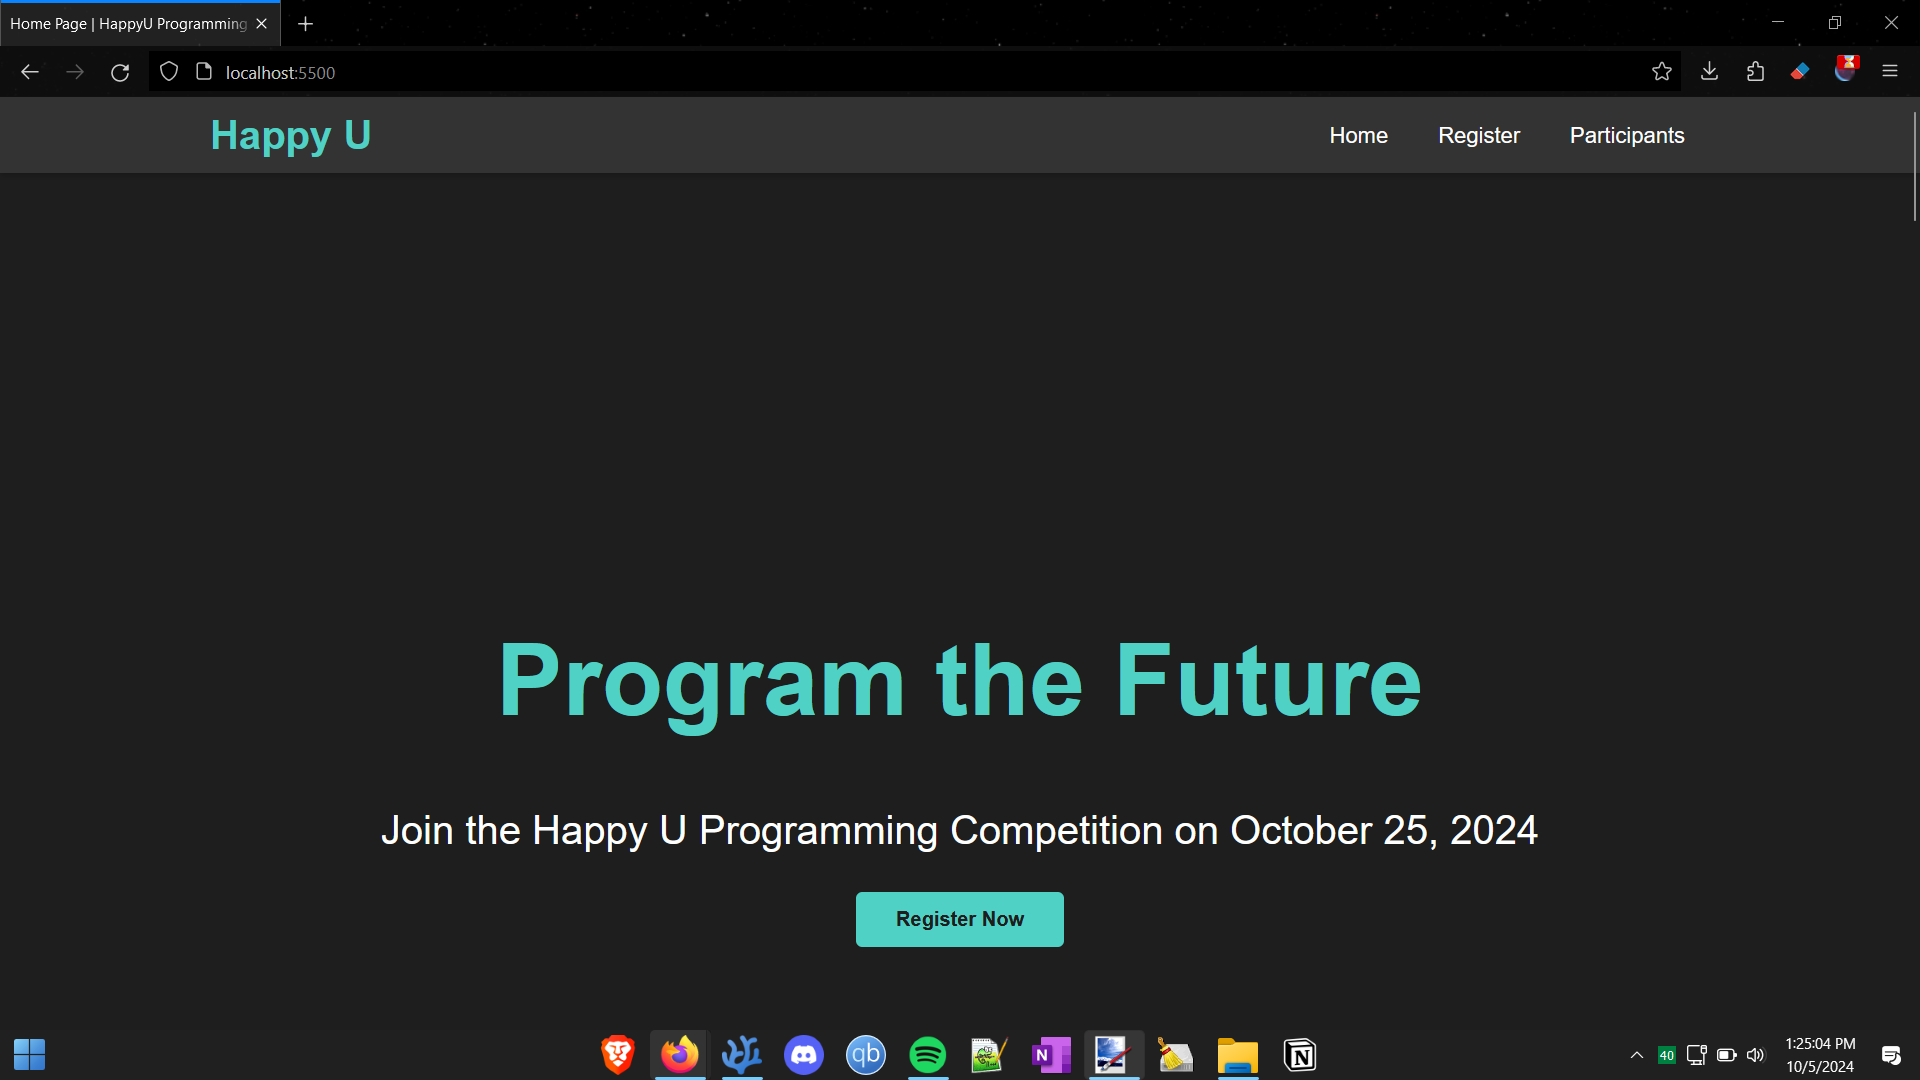 Home Page | HappyU Programming
localhost:5500
Happy U
Home Register Participants
Program the Future
Join the Happy U Programming Competition on October 25, 2024
Register Now
qb
N
N
40
1:25:04 PM
10/5/2024